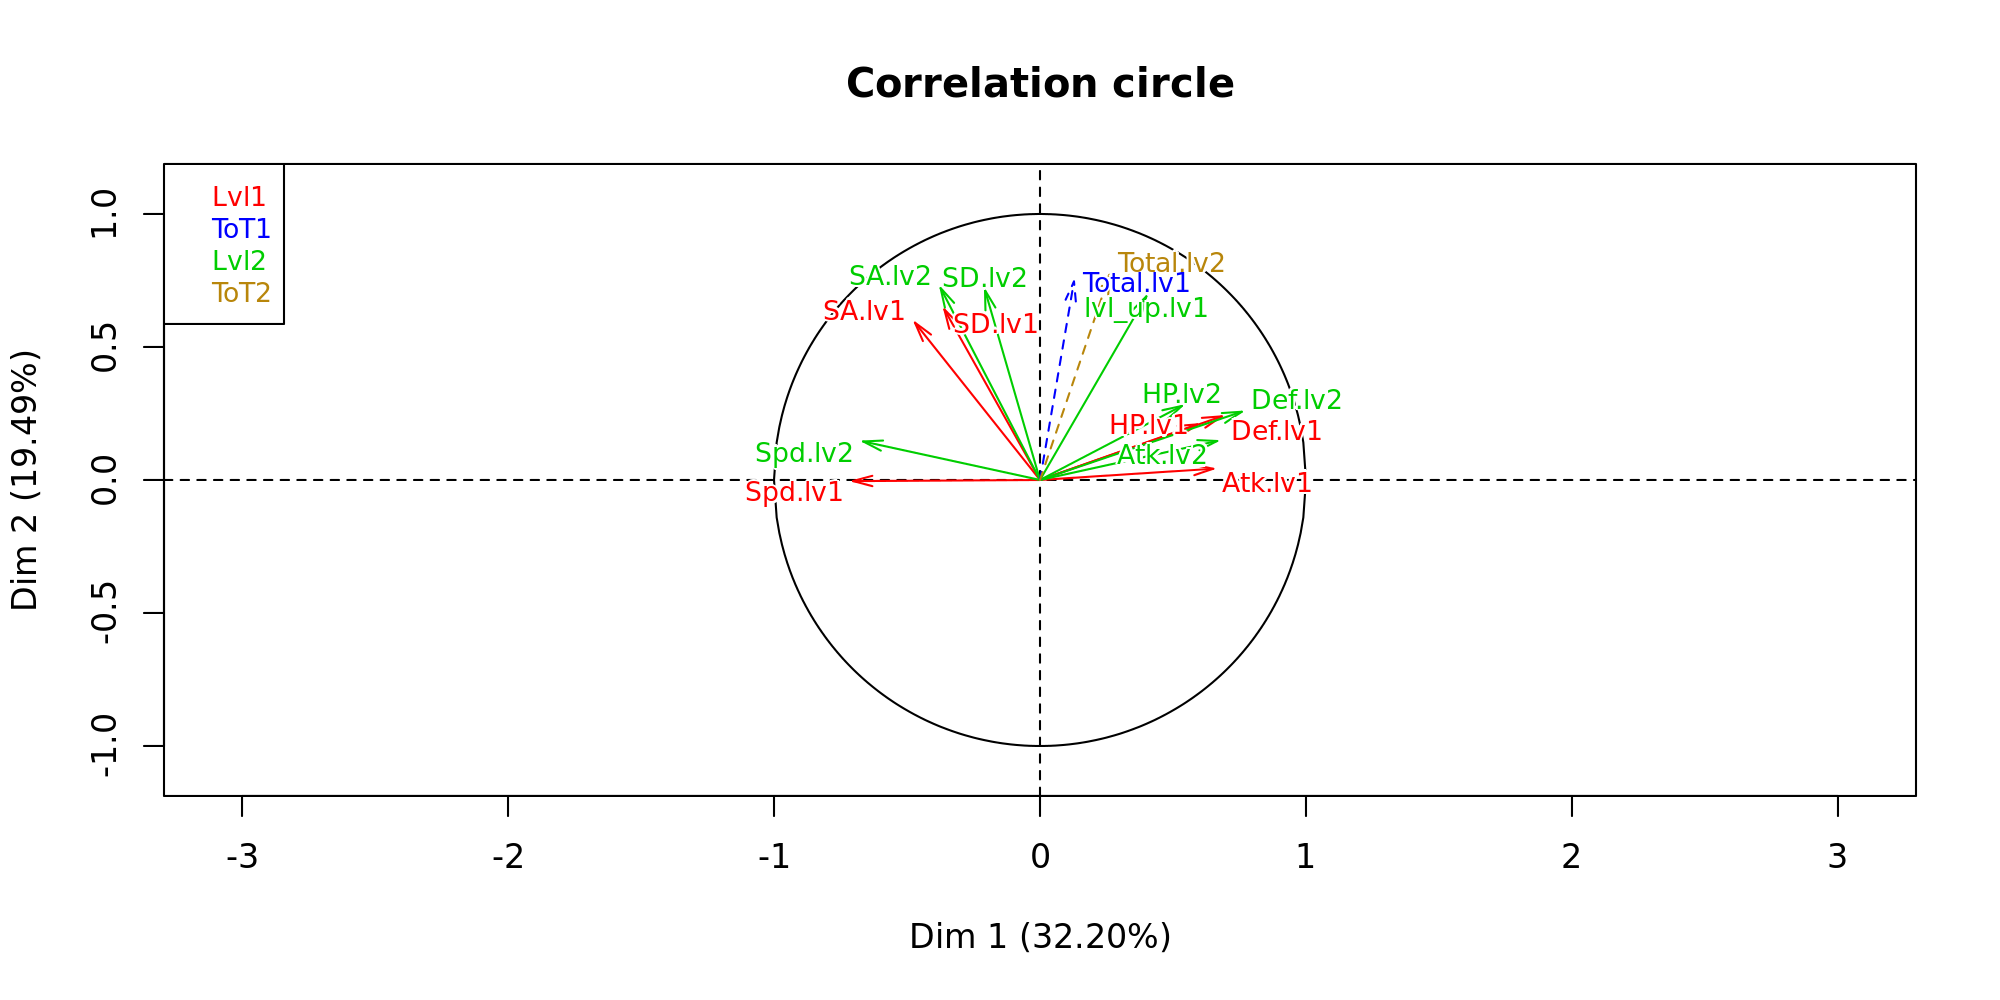 Correlation circle
Lvl1
ToT1
Lvl2
ToT2
Total.lv2
SA.lv2
SD.lv2
Total.lv1
SA.lv1
SD.lv1
lvl_up.lv1
HP.lv2
Def.lv2
HP.lv1
Def.lv1
Spd.lv2
Atk.lv2
Spd.lv1
Atk.lv1
1.0
0.5
0.0
-0.5
-1.0
Dim 2 (19.49%)
-3
-2
-1
0
1
2
3
Dim 1 (32.20%)